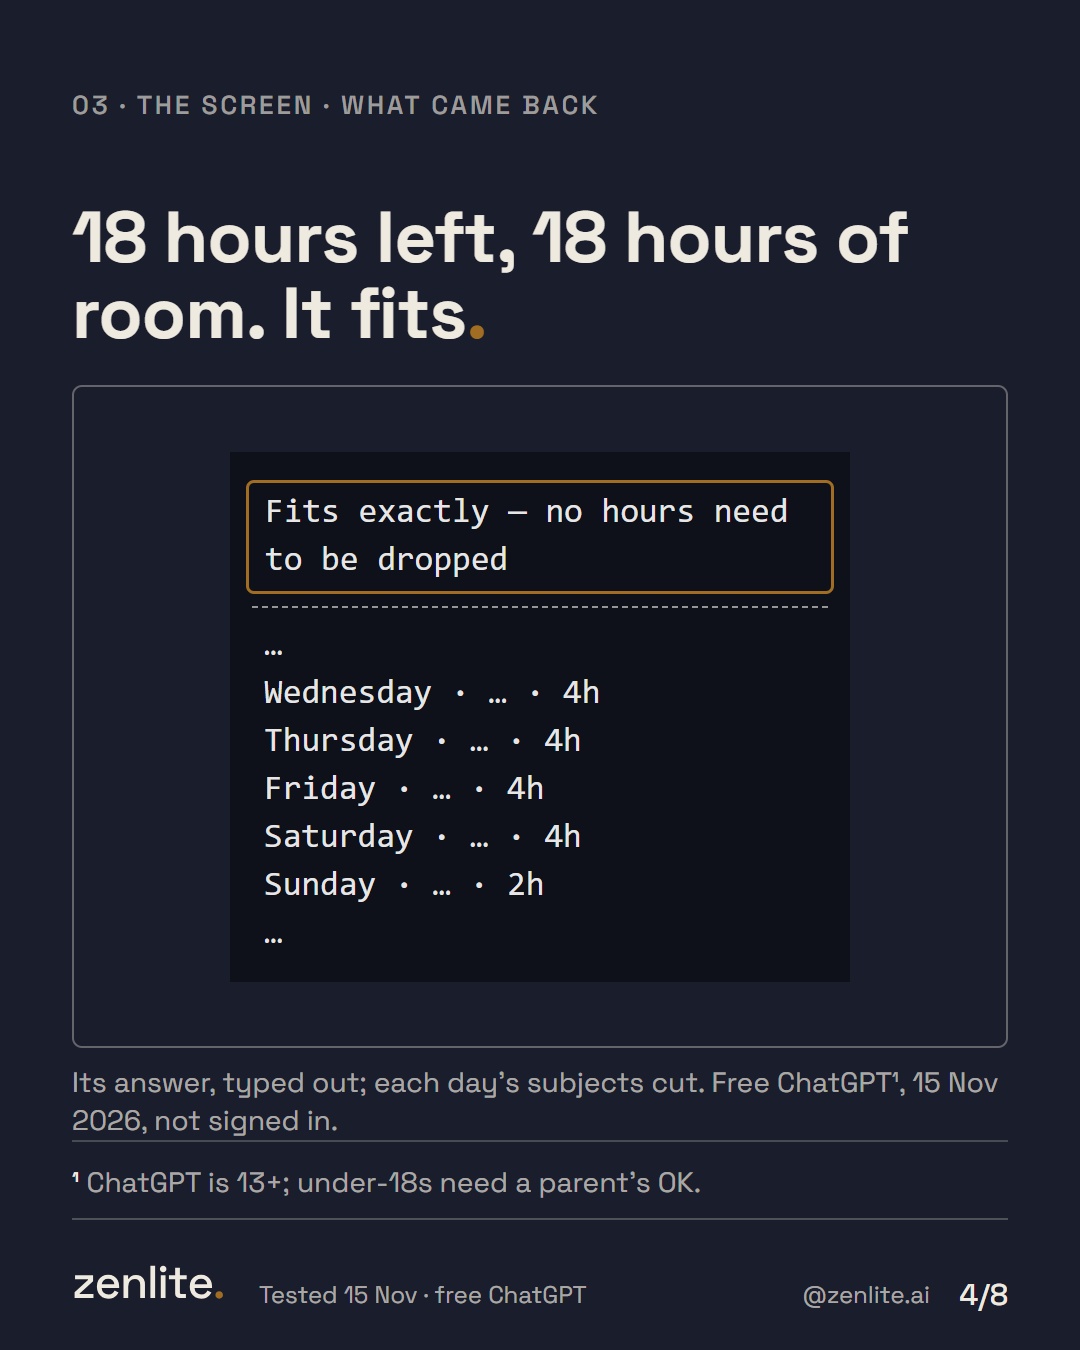 03 · THE SCREEN · WHAT CAME BACK
18 hours left, 18 hours of
room. It fits.
Fits exactly — no hours need
to be dropped
…
Wednesday · … · 4h
Thursday · … · 4h
Friday · … · 4h
Saturday · … · 4h
Sunday · … · 2h
…
Its answer, typed out; each day’s subjects cut. Free ChatGPT¹, 15 Nov
2026, not signed in.
¹ ChatGPT is 13+; under-18s need a parent’s OK.
zenlite. Tested 15 Nov · free ChatGPT @zenlite.ai 4/8